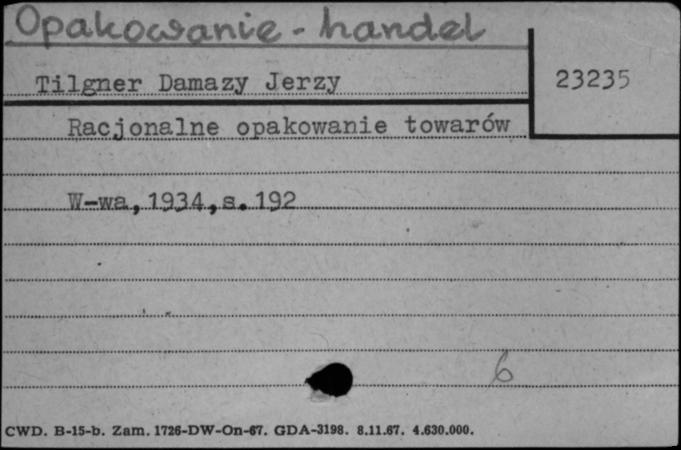 Opakowanie - handel
Tilgner Damazy Jerzy
23235
Racjonalne opakowanie towarów
W-wa, 1934, s. 192
6
CWD. B-15-b. Zam. 1726-DW-On-67. GDA-3198. 8.11.67. 4.630.000.